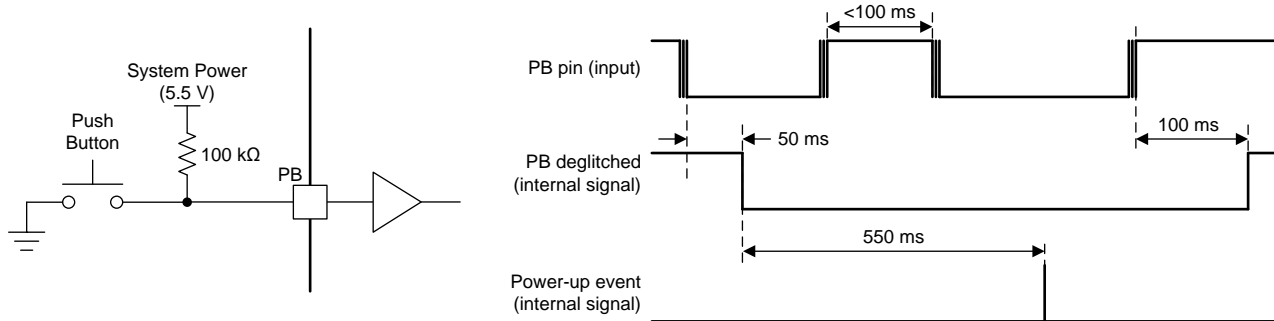 System Power
(5.5 V)
Push
Button
100 kΩ
PB
<100 ms
PB pin (input)
50 ms
100 ms
PB deglitched
(internal signal)
550 ms
Power-up event
(internal signal)